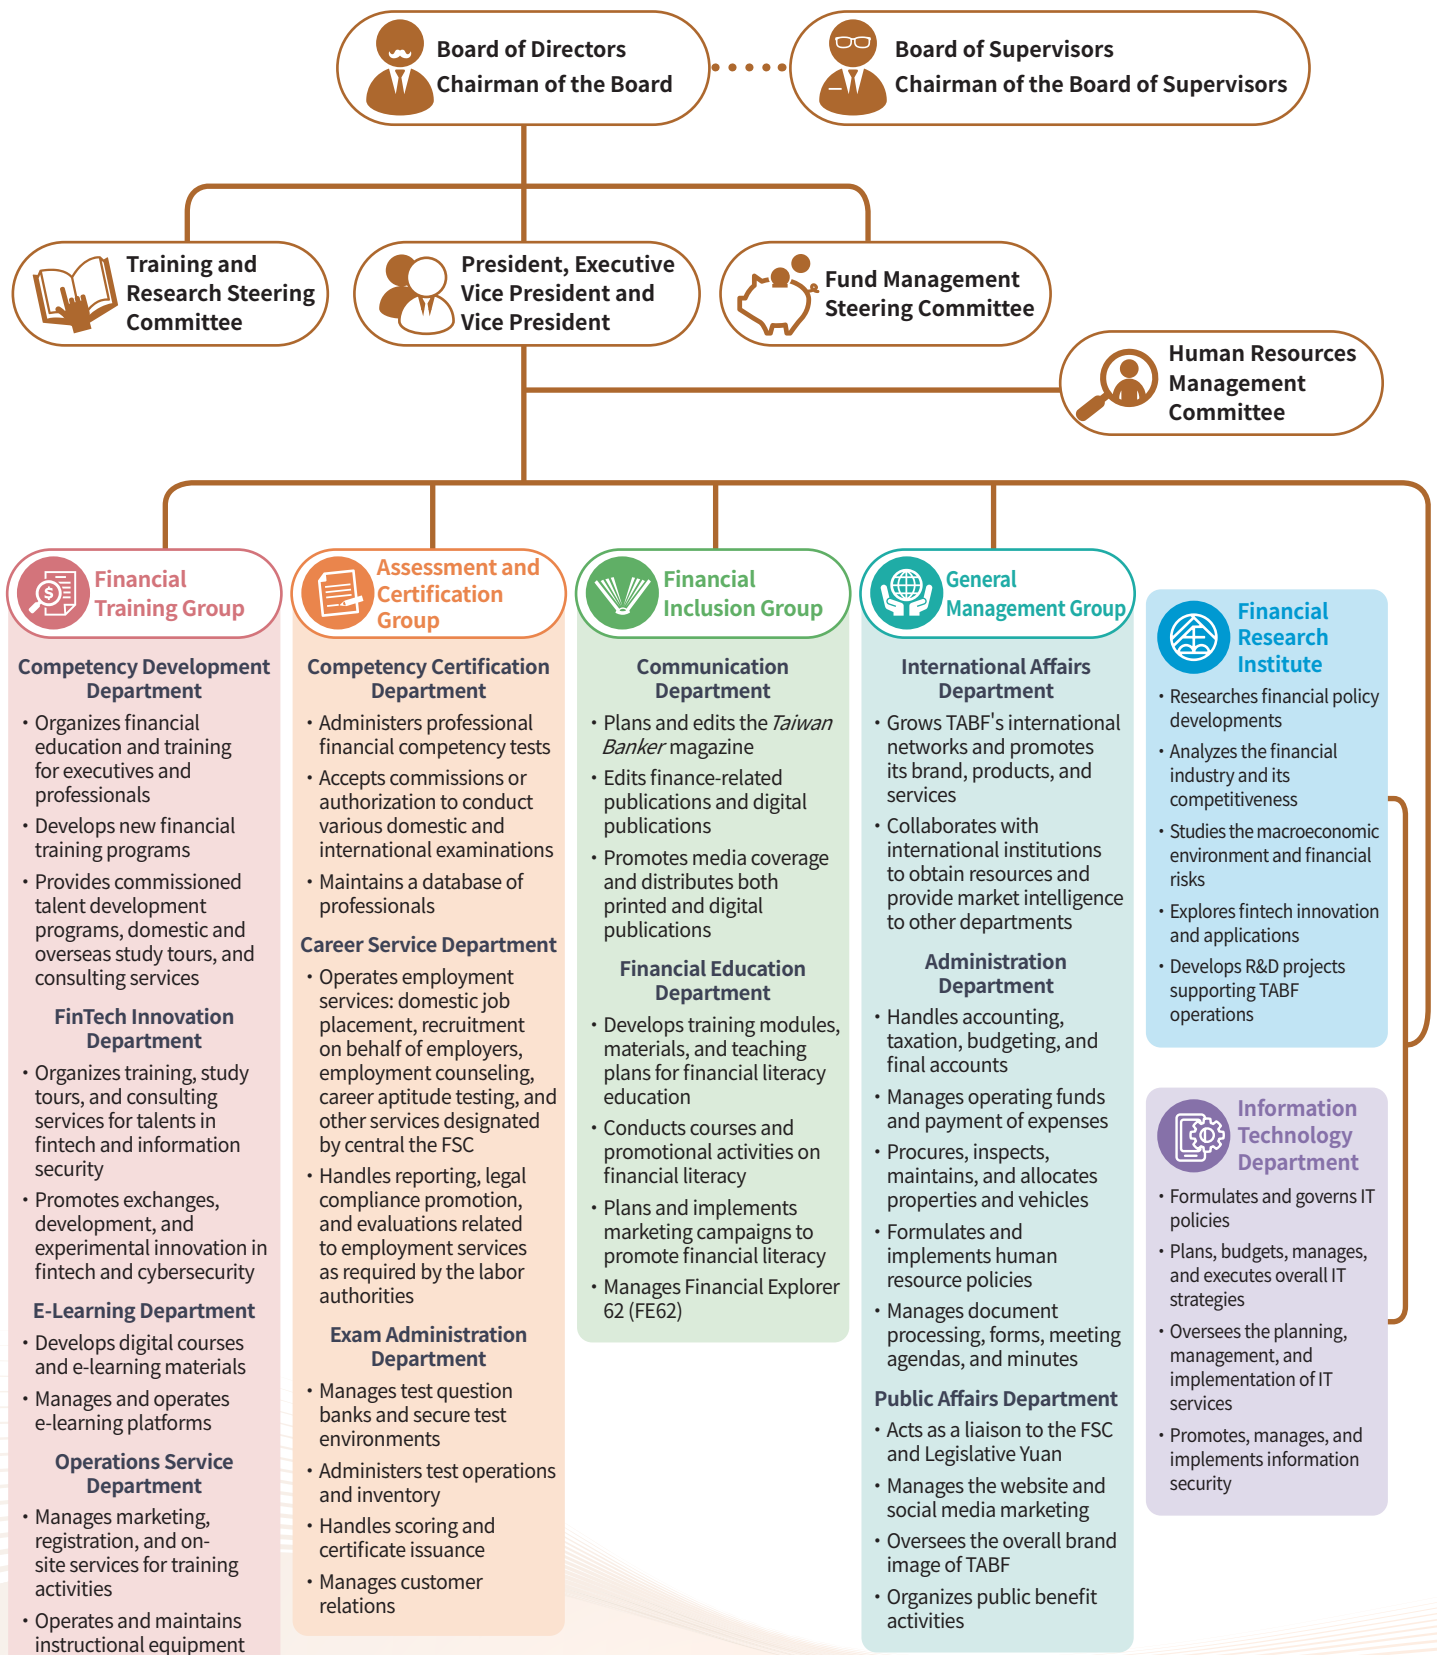 Board of Directors
Chairman of the Board
Board of Supervisors
Chairman of the Board of Supervisors
Training and
Research Steering
Committee
President, Executive
Vice President and
Vice President
Fund Management
Steering Committee
Human Resources
Management
Committee
Financial
Training Group
Competency Development
Department
· Organizes financial
education and training
for executives and
professionals
· Develops new financial
training programs
· Provides commissioned
talent development
programs, domestic and
overseas study tours, and
consulting services
FinTech Innovation
Department
· Organizes training, study
tours, and consulting
services for talents in
fintech and information
security
· Promotes exchanges,
development, and
experimental innovation in
fintech and cybersecurity
E-Learning Department
· Develops digital courses
and e-learning materials
· Manages and operates
e-learning platforms
Operations Service
Department
· Manages marketing,
registration, and on-
site services for training
activities
· Operates and maintains
instructional equipment
Assessment and
Certification
Group
Competency Certification
Department
· Administers professional
financial competency tests
· Accepts commissions or
authorization to conduct
various domestic and
international examinations
· Maintains a database of
professionals
Career Service Department
· Operates employment
services: domestic job
placement, recruitment
on behalf of employers,
employment counseling,
career aptitude testing, and
other services designated
by central the FSC
· Handles reporting, legal
compliance promotion,
and evaluations related
to employment services
as required by the labor
authorities
Exam Administration
Department
· Manages test question
banks and secure test
environments
· Administers test operations
and inventory
· Handles scoring and
certificate issuance
· Manages customer
relations
Financial
Inclusion Group
Communication
Department
· Plans and edits the Taiwan
Banker magazine
· Edits finance-related
publications and digital
publications
· Promotes media coverage
and distributes both
printed and digital
publications
Financial Education
Department
· Develops training modules,
materials, and teaching
plans for financial literacy
education
· Conducts courses and
promotional activities on
financial literacy
· Plans and implements
marketing campaigns to
promote financial literacy
· Manages Financial Explorer
62 (FE62)
General
Management Group
International Affairs
Department
· Grows TABF's international
networks and promotes
its brand, products, and
services
· Collaborates with
international institutions
to obtain resources and
provide market intelligence
to other departments
Administration
Department
· Handles accounting,
taxation, budgeting, and
final accounts
· Manages operating funds
and payment of expenses
· Procures, inspects,
maintains, and allocates
properties and vehicles
· Formulates and
implements human
resource policies
· Manages document
processing, forms, meeting
agendas, and minutes
Public Affairs Department
· Acts as a liaison to the FSC
and Legislative Yuan
· Manages the website and
social media marketing
· Oversees the overall brand
image of TABF
· Organizes public benefit
activities
Financial
Research
Institute
· Researches financial policy
developments
· Analyzes the financial
industry and its
competitiveness
· Studies the macroeconomic
environment and financial
risks
· Explores fintech innovation
and applications
· Develops R&D projects
supporting TABF
operations
Information
Technology
Department
· Formulates and governs IT
policies
· Plans, budgets, manages,
and executes overall IT
strategies
· Oversees the planning,
management, and
implementation of IT
services
· Promotes, manages, and
implements information
security